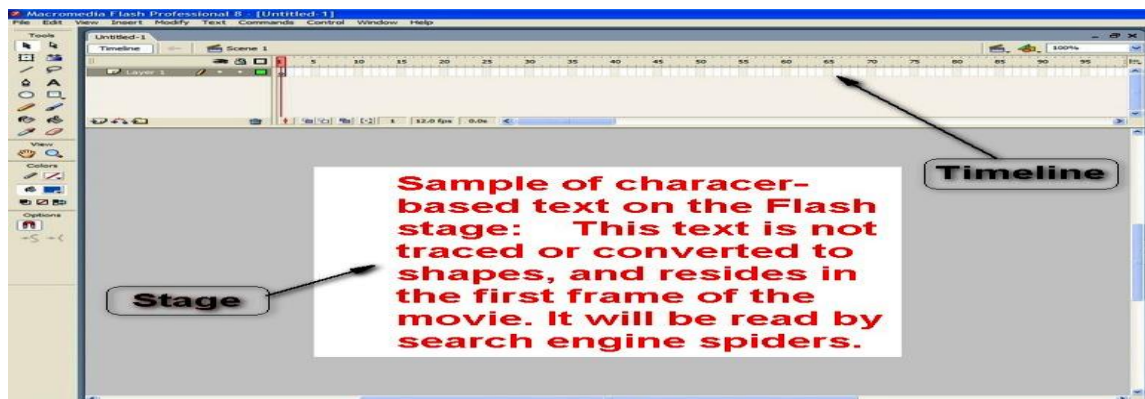 Macromedia Flash Professional 8 - [Untitled-1]
File Edit View Insert Modify Text Commands Control Window Help
Tools
Untitled-1
Timeline
Scene 1
100%
5 10 15 20 25 30 35 40 45 50 55 60 65 70 75 80 85 90 95
Layer 1
1 12.0 fps 0.0s
View
Colors
Options
Timeline
Stage
Sample of characer-
based text on the Flash
stage: This text is not
traced or converted to
shapes, and resides in
the first frame of the
movie. It will be read by
search engine spiders.